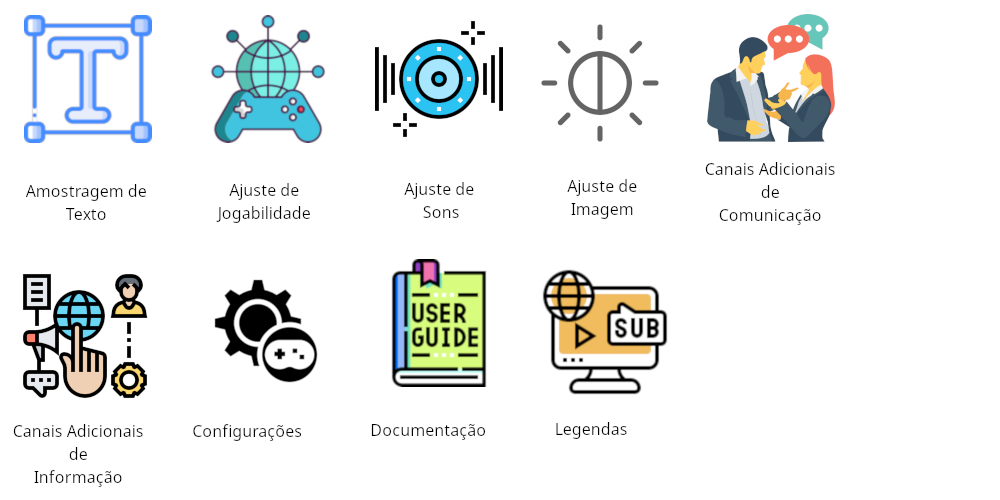 T
Amostragem de
Texto
Ajuste de
Jogabilidade
Ajuste de
Sons
Ajuste de
Imagem
Canais Adicionais
de
Comunicação
Canais Adicionais
de
Informação
Configurações
USER
GUIDE
Documentação
SUB
Legendas